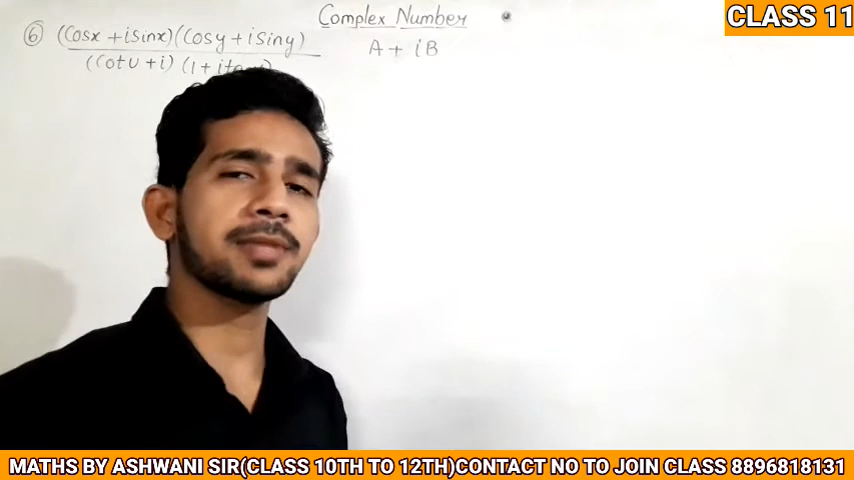 Complex Number
CLASS 11
⑥ (Cosx + iSinx)(Cosy + iSiny)
A + iB
(Cotu + i) (1 + i
MATHS BY ASHWANI SIR(CLASS 10TH TO 12TH)CONTACT NO TO JOIN CLASS 8896818131